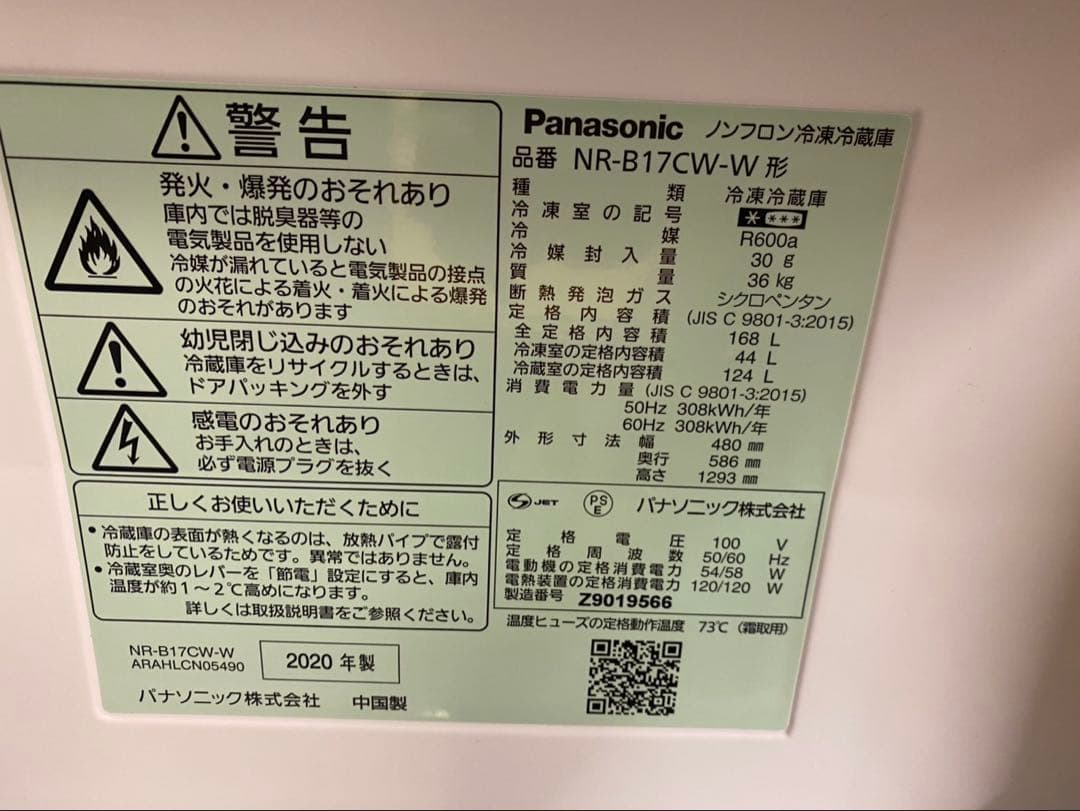 警告
発火・爆発のおそれあり
庫内では脱臭器等の
電気製品を使用しない
冷媒が漏れていると電気製品の接点
の火花による着火・着火による爆発
のおそれがあります
幼児閉じ込みのおそれあり
冷蔵庫をリサイクルするときは、
ドアパッキングを外す
感電のおそれあり
お手入れのときは、
必ず電源プラグを抜く
正しくお使いいただくために
・冷蔵庫の表面が熱くなるのは、放熱パイプで露付
防止をしているためです。異常ではありません。
・冷蔵室奥のレバーを「節電」設定にすると、庫内
温度が約1～2℃高めになります。
詳しくは取扱説明書をご参照ください。
NR-B17CW-W
ARAHLCN05490
2020 年製
パナソニック株式会社 中国製
Panasonic ノンフロン冷凍冷蔵庫
品番 NR-B17CW-W 形
種類 冷凍冷蔵庫
冷凍室の記号 * ***
冷媒 R600a
冷媒封入量 30 g
質量 36 kg
断熱発泡ガス シクロペンタン
定格内容積 (JIS C 9801-3:2015)
全定格内容積 168 L
冷凍室の定格内容積 44 L
冷蔵室の定格内容積 124 L
消費電力量 (JIS C 9801-3:2015)
50Hz 308kWh/年
60Hz 308kWh/年
外形寸法 幅 480 mm
奥行 586 mm
高さ 1293 mm
JET PSE パナソニック株式会社
定格電圧 100 V
定格周波数 50/60 Hz
電動機の定格消費電力 54/58 W
電熱装置の定格消費電力 120/120 W
製造番号 Z9019566
温度ヒューズの定格動作温度 73℃（霜取用）